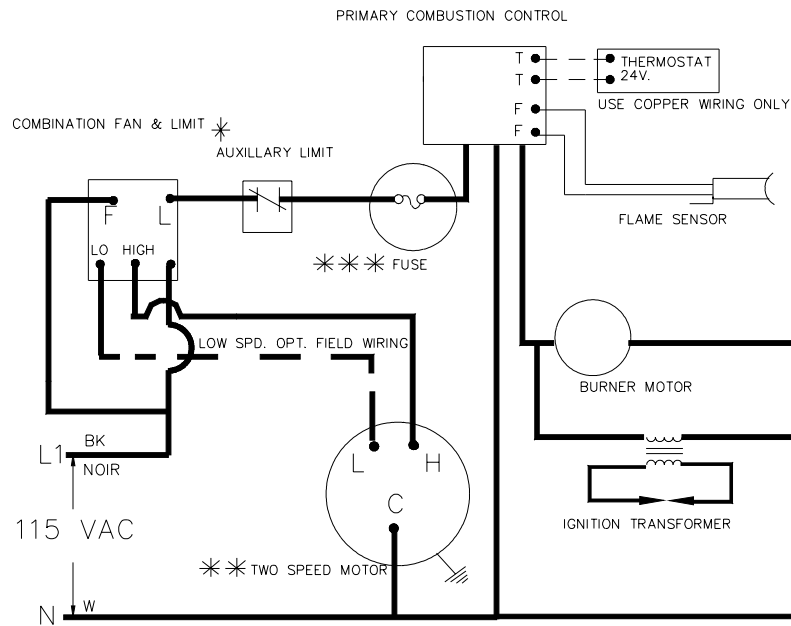 PRIMARY COMBUSTION CONTROL
T
THERMOSTAT
T
24V.
F
USE COPPER WIRING ONLY
F
COMBINATION FAN & LIMIT *
AUXILLARY LIMIT
F
L
FLAME SENSOR
LO HIGH
*** FUSE
LOW SPD. OPT. FIELD WIRING
BURNER MOTOR
L1
BK
NOIR
L
H
C
115 VAC
IGNITION TRANSFORMER
** TWO SPEED MOTOR
N
W